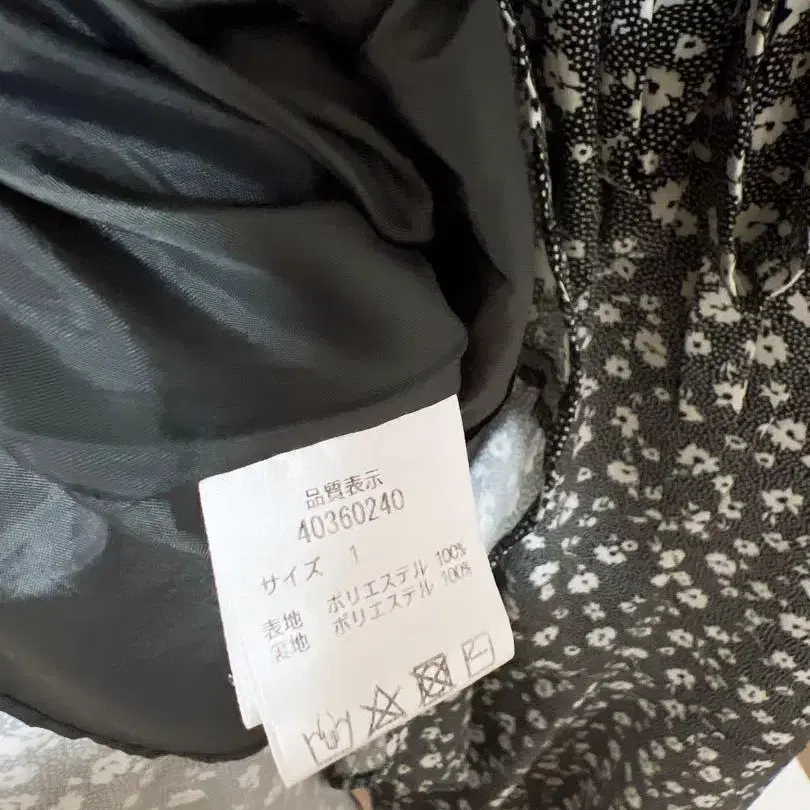 品質表示
40360240
サイズ 1
表地 ポリエステル 100%
裏地 ポリエステル 100%